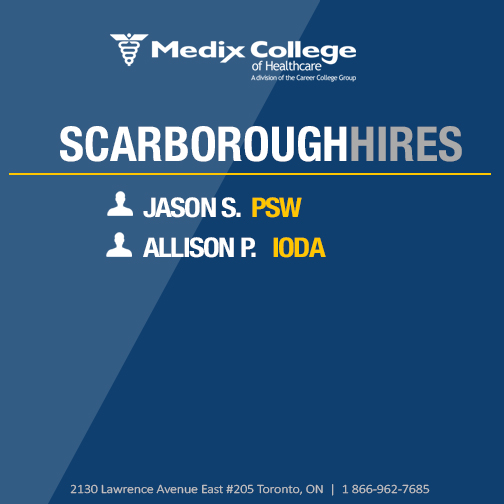 Medix College
of Healthcare
A division of the Career College Group
SCARBOROUGHHIRES
JASON S. PSW
ALLISON P. IODA
2130 Lawrence Avenue East #205 Toronto, ON | 1 866-962-7685